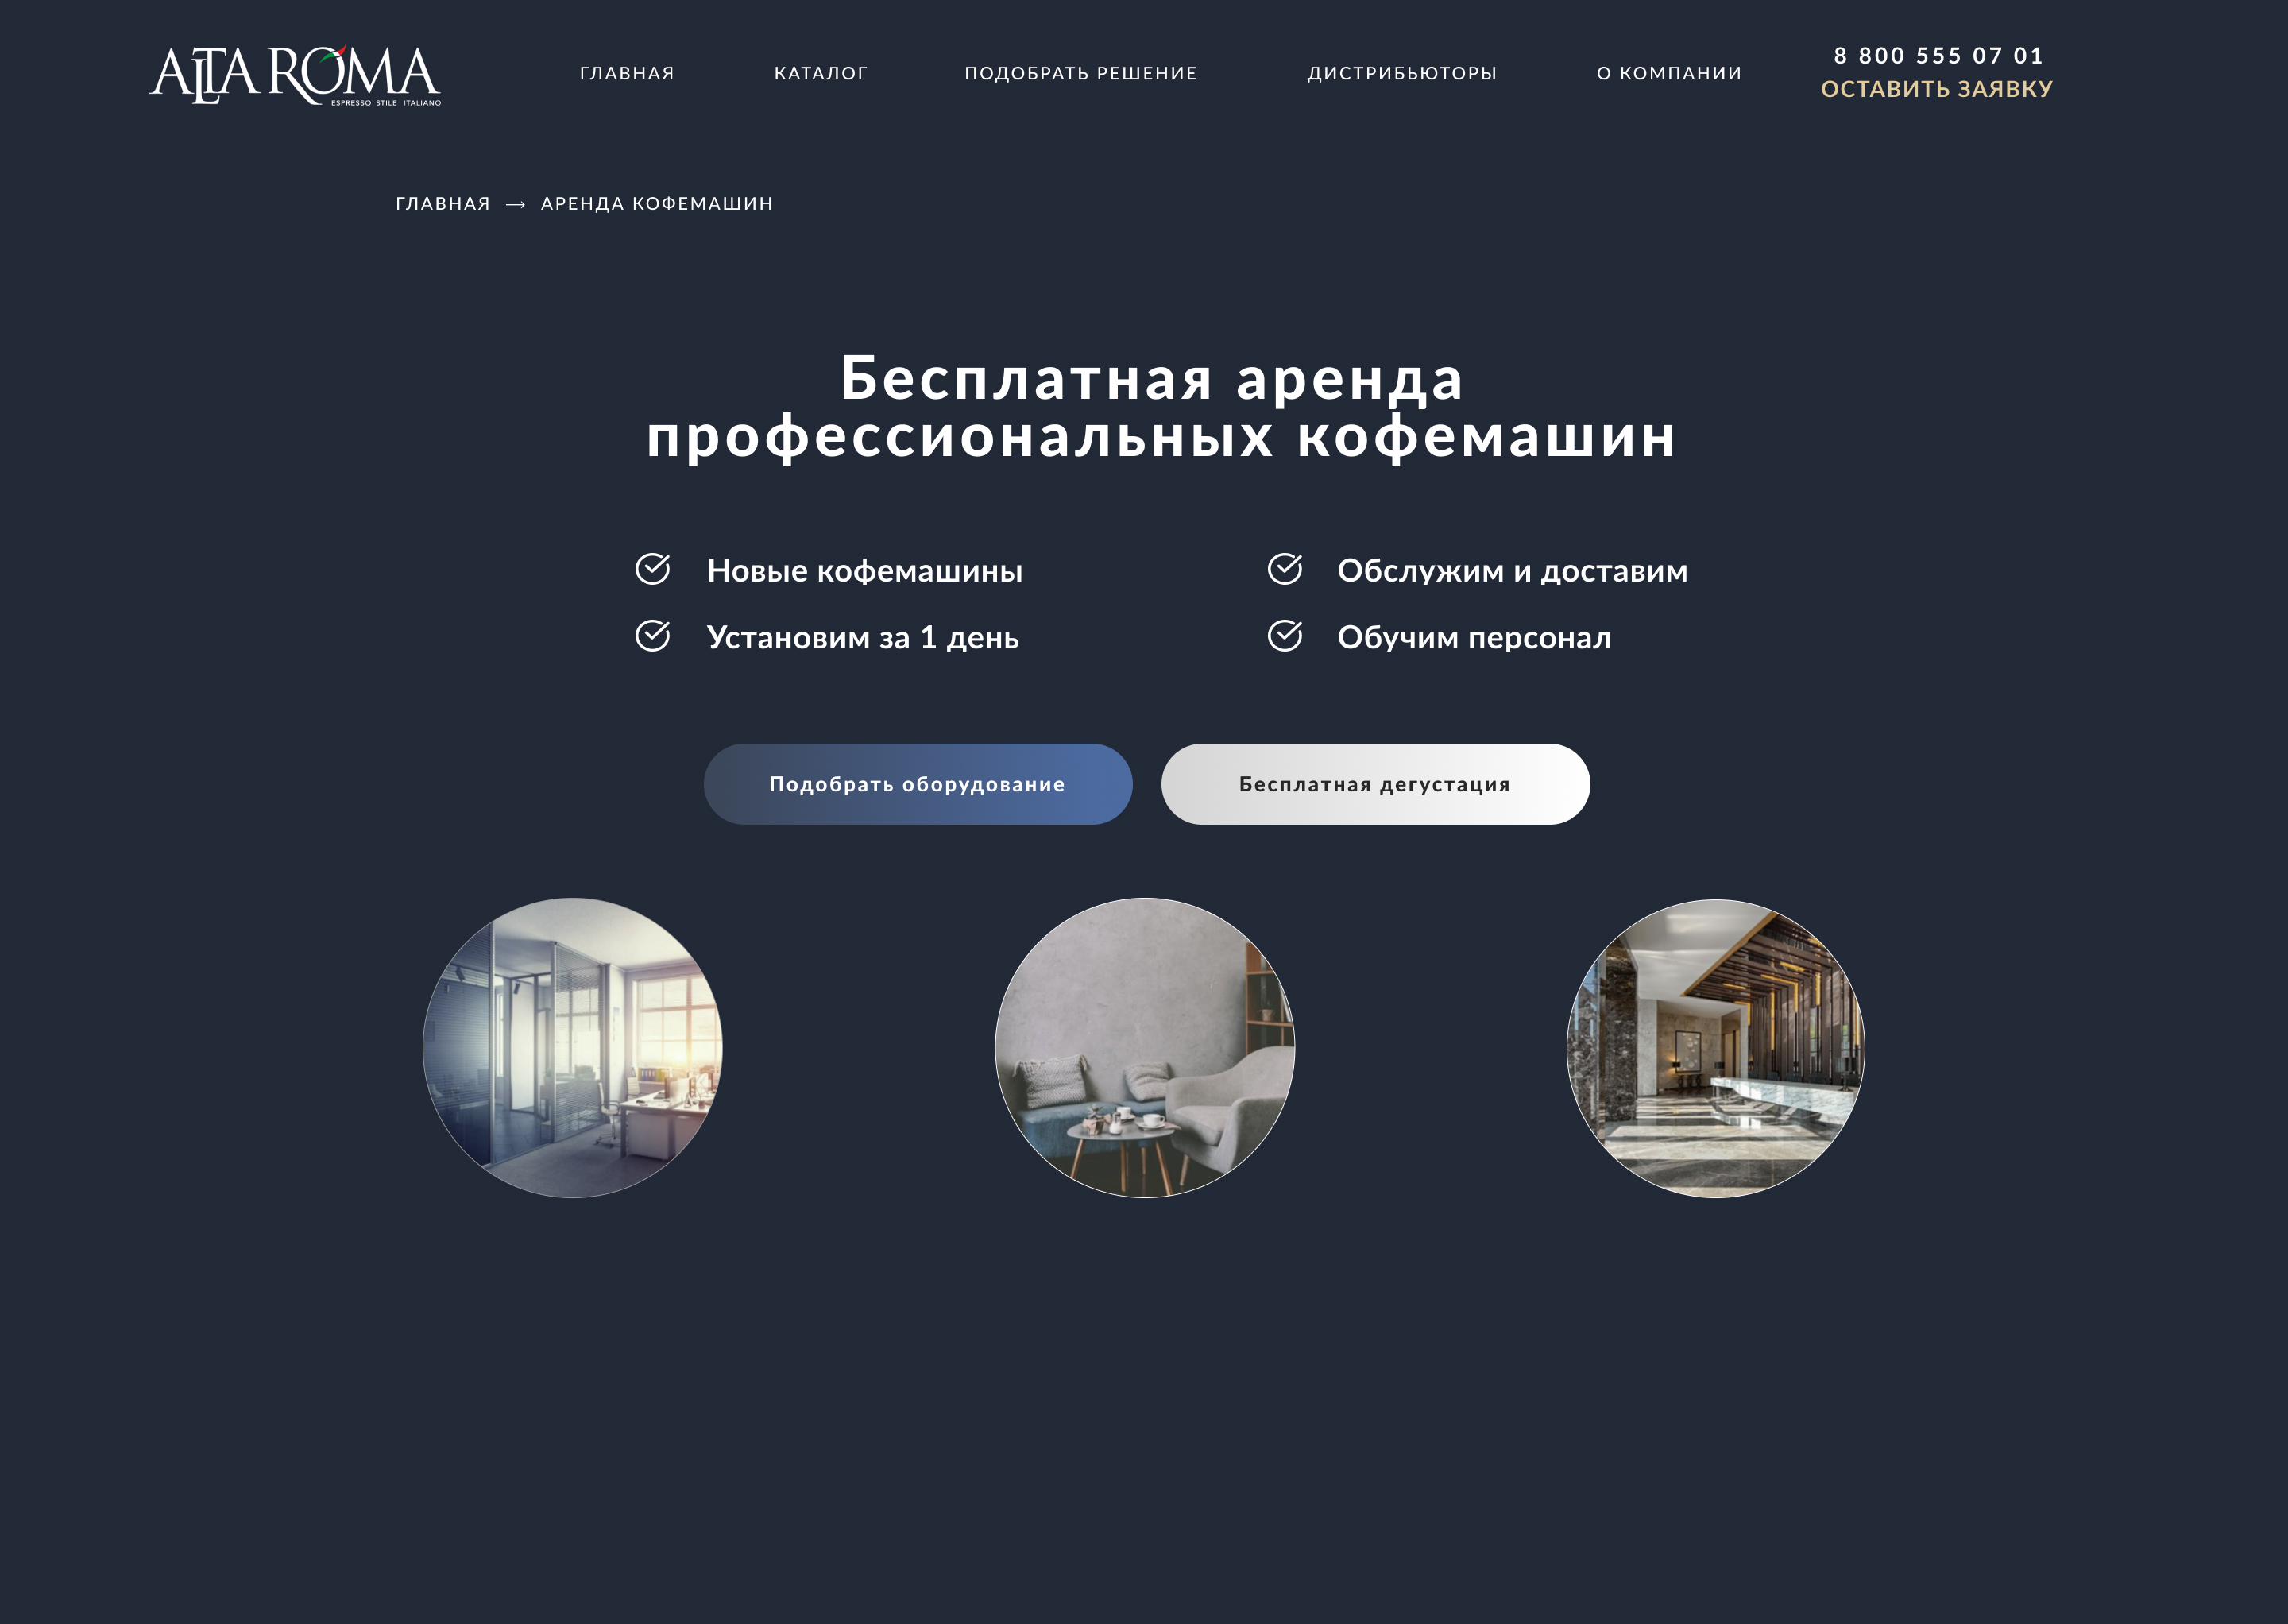 ALTA ROMA
ESPRESSO STILE ITALIANO
ГЛАВНАЯ
КАТАЛОГ
ПОДОБРАТЬ РЕШЕНИЕ
ДИСТРИБЬЮТОРЫ
О КОМПАНИИ
8 800 555 07 01
ОСТАВИТЬ ЗАЯВКУ
ГЛАВНАЯ → АРЕНДА КОФЕМАШИН
Бесплатная аренда
профессиональных кофемашин
Новые кофемашины
Обслужим и доставим
Установим за 1 день
Обучим персонал
Подобрать оборудование
Бесплатная дегустация